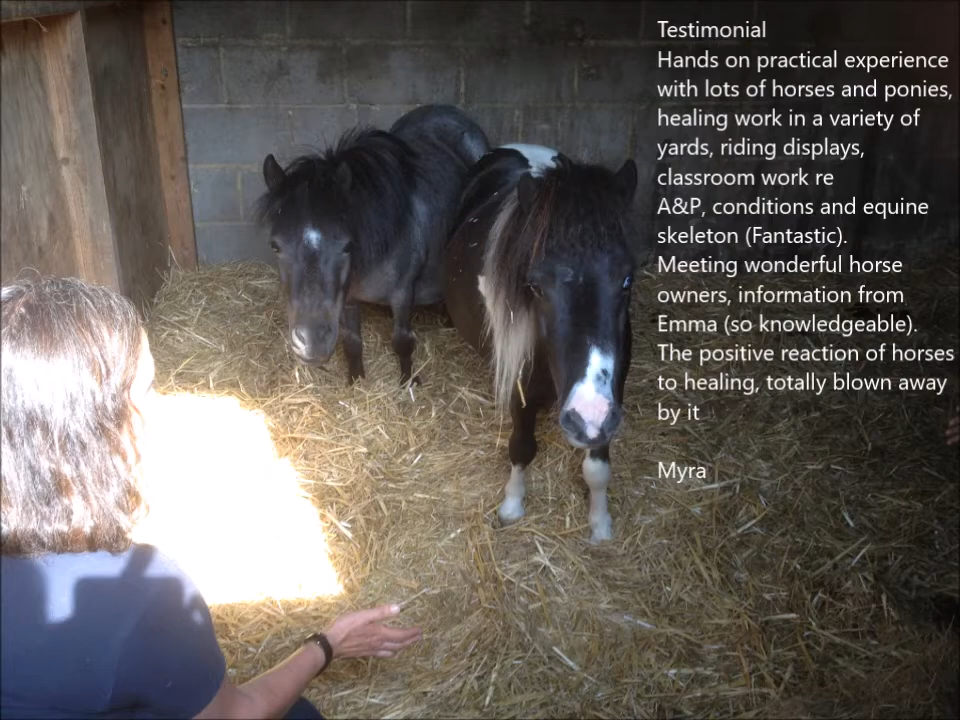 Testimonial
Hands on practical experience
with lots of horses and ponies,
healing work in a variety of
yards, riding displays,
classroom work re
A&P, conditions and equine
skeleton (Fantastic).
Meeting wonderful horse
owners, information from
Emma (so knowledgeable).
The positive reaction of horses
to healing, totally blown away
by it
Myra